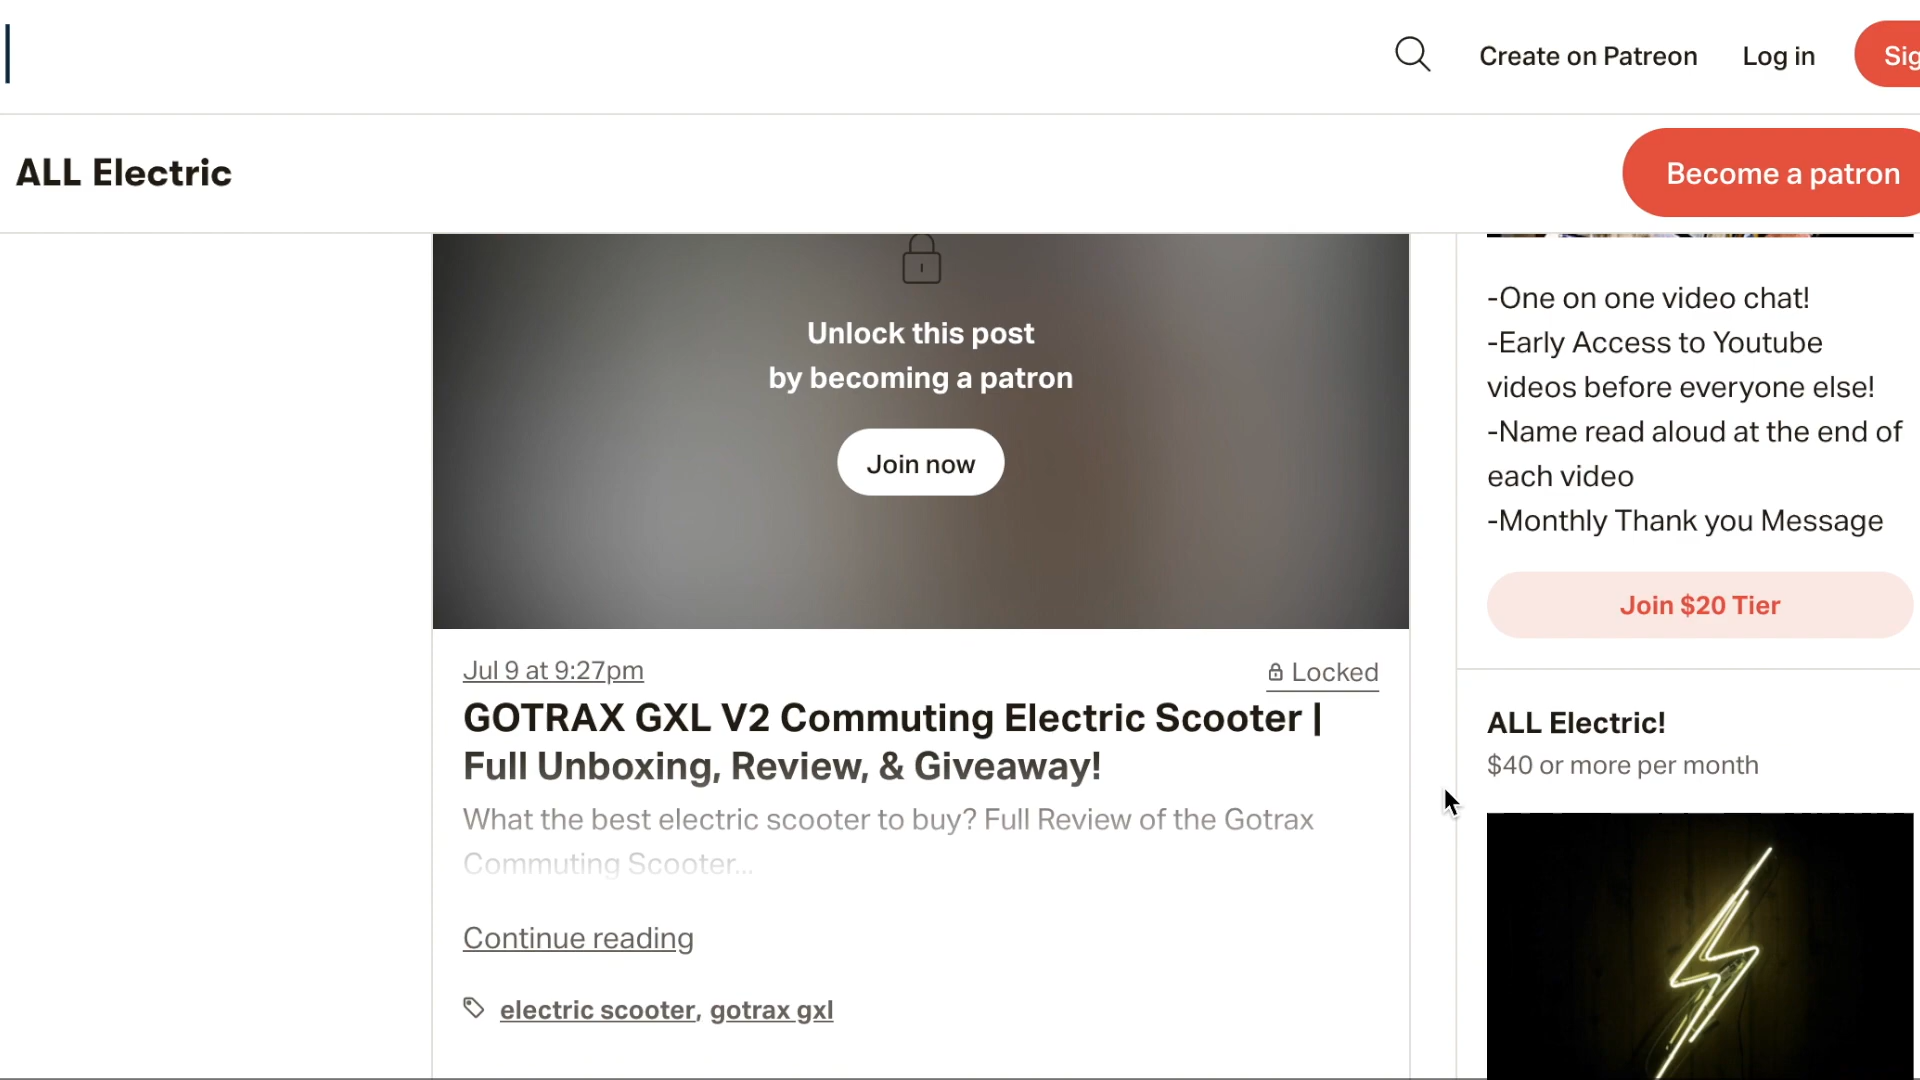 Create on Patreon
Log in
Sig
ALL Electric
Become a patron
Unlock this post
by becoming a patron
Join now
Jul 9 at 9:27pm
Locked
GOTRAX GXL V2 Commuting Electric Scooter |
Full Unboxing, Review, & Giveaway!
What the best electric scooter to buy? Full Review of the Gotrax
Commuting Scooter...
Continue reading
electric scooter, gotrax gxl
-One on one video chat!
-Early Access to Youtube
videos before everyone else!
-Name read aloud at the end of
each video
-Monthly Thank you Message
Join $20 Tier
ALL Electric!
$40 or more per month